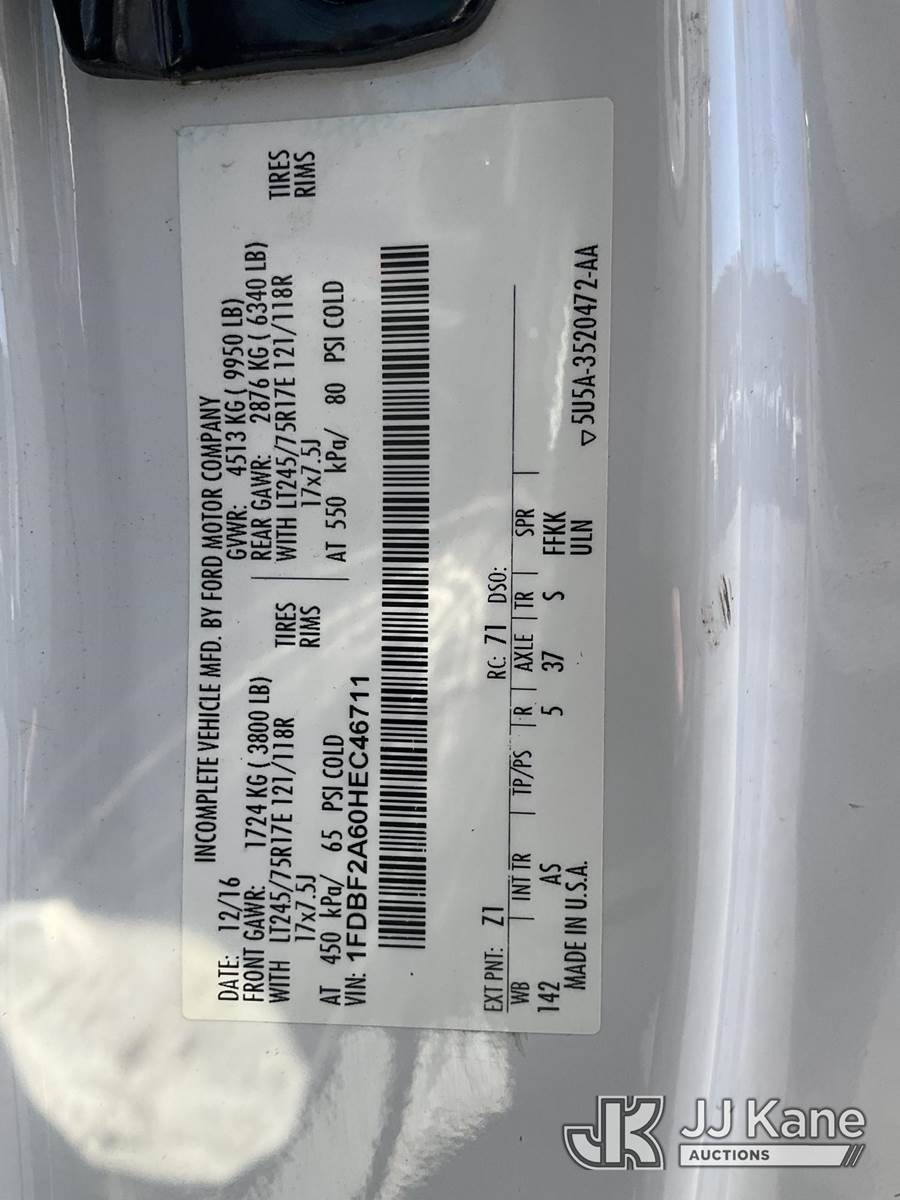 INCOMPLETE VEHICLE MFD. BY FORD MOTOR COMPANY
DATE: 12/16 GVWR: 4513 KG ( 9950 LB)
FRONT GAWR: 1724 KG ( 3800 LB) REAR GAWR: 2876 KG ( 6340 LB)
WITH LT245/75R17E 121/118R TIRES WITH LT245/75R17E 121/118R TIRES
17x7.5J RIMS 17x7.5J RIMS
AT 450 kPa/ 65 PSI COLD AT 550 kPa/ 80 PSI COLD
VIN: 1FDBF2A60HEC46711
EXT PNT: Z1 RC: 71 DSO:
WB INT TR TP/PS R AXLE TR SPR
142 AS 5 37 S FFKK
MADE IN U.S.A. ULN
5U5A-3520472-AA
JK JJ Kane
AUCTIONS